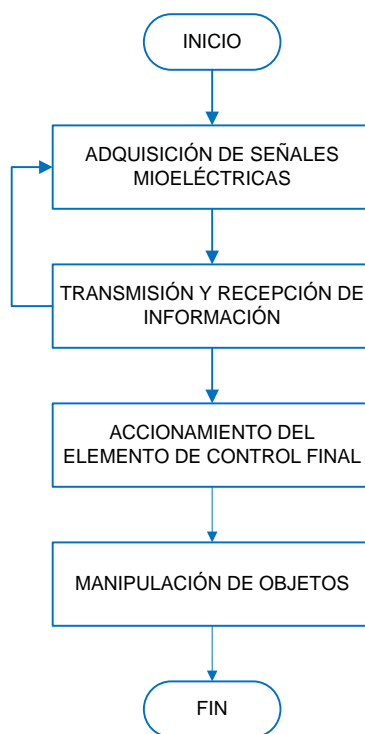 INICIO
ADQUISICIÓN DE SEÑALES
MIOELÉCTRICAS
TRANSMISIÓN Y RECEPCIÓN DE
INFORMACIÓN
ACCIONAMIENTO DEL
ELEMENTO DE CONTROL FINAL
MANIPULACIÓN DE OBJETOS
FIN